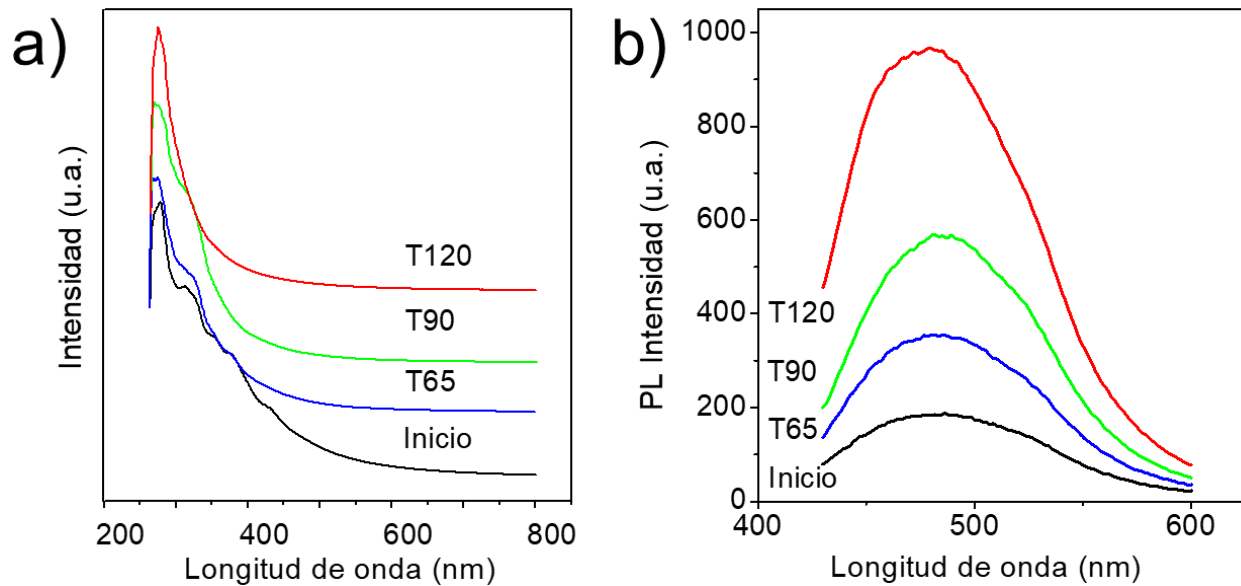 a)
Intensidad (u.a.)
T120
T90
T65
Inicio
200 400 600 800
Longitud de onda (nm)
b)
PL Intensidad (u.a.)
1000
800
600
400
200
0
T120
T90
T65
Inicio
400 500 600
Longitud de onda (nm)